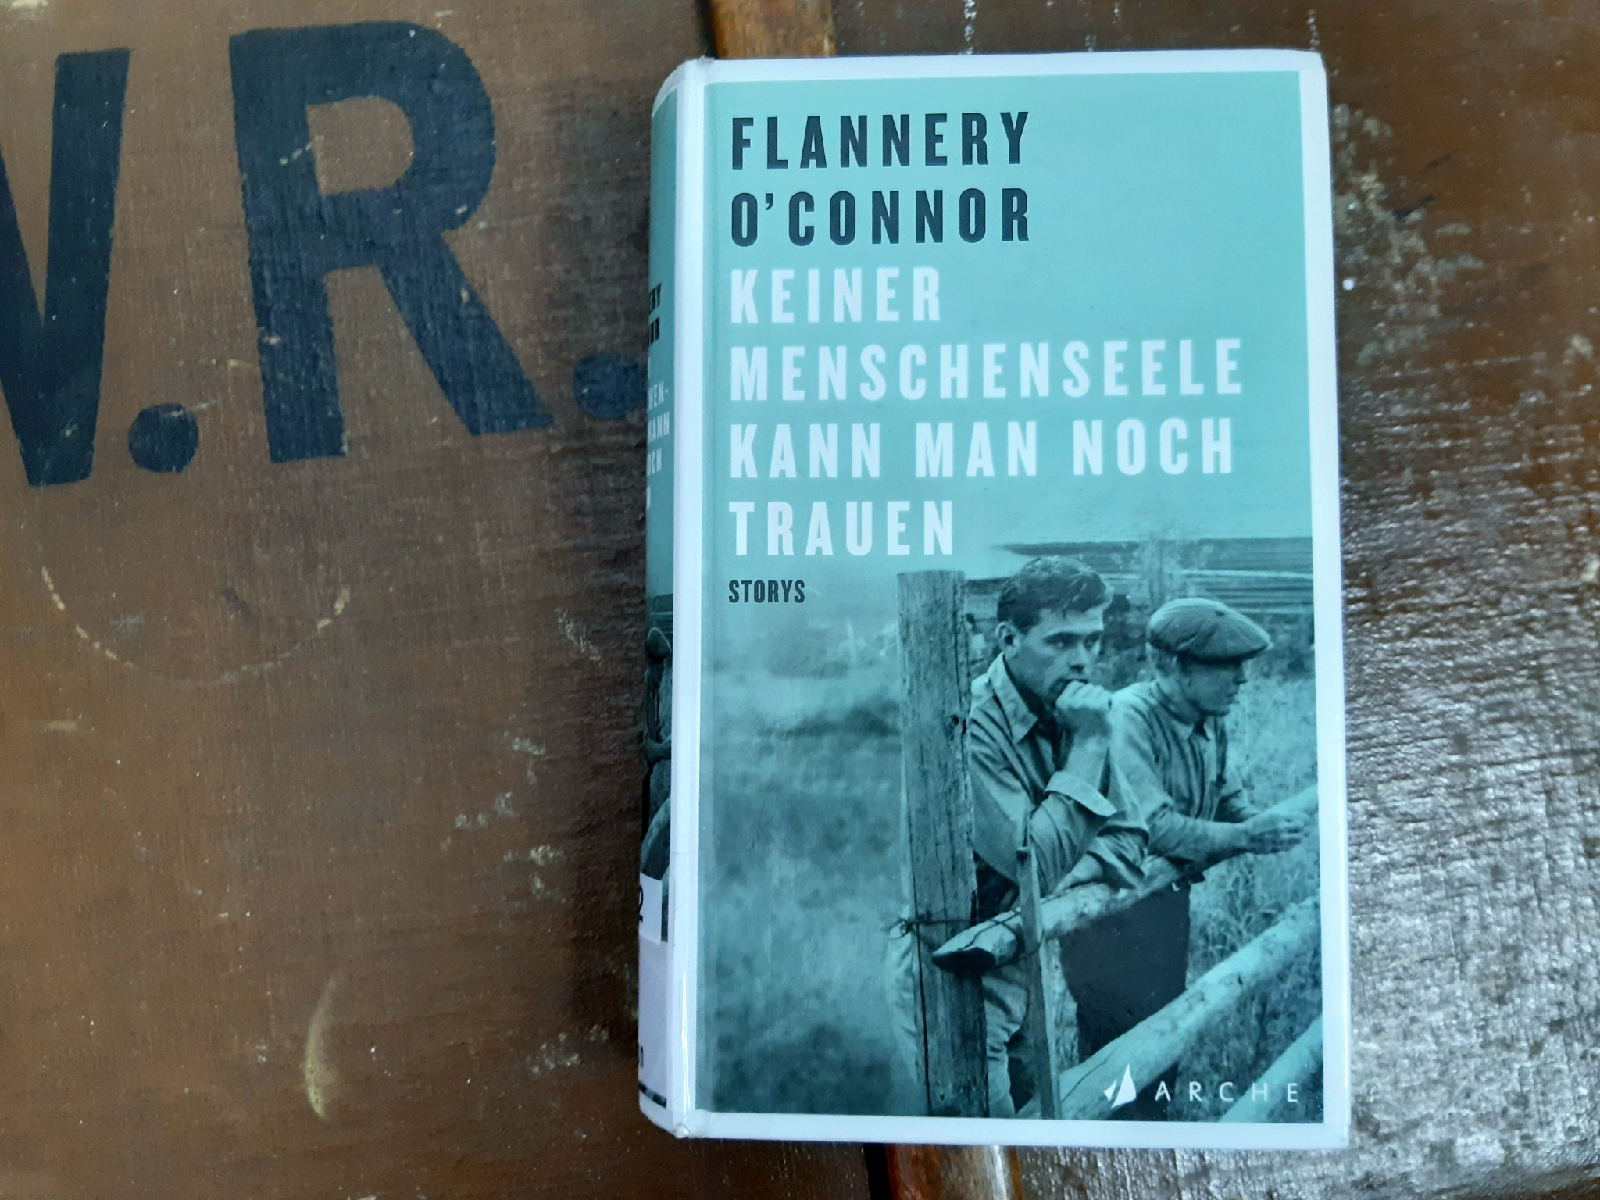 W.R.
FLANNERY
O'CONNOR
KEINER
MENSCHENSEELE
KANN MAN NOCH
TRAUEN
STORYS
ARCHE